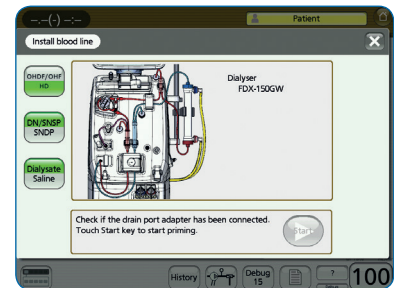 -.-(-) -:-
Patient
Install blood line
OHDF/OHF
HD
Dialyser
FDX-150GW
DN/SNSP
SNDP
Dialysate
Saline
Check if the drain port adapter has been connected.
Touch Start key to start priming.
Start
History
Debug
15
?
100